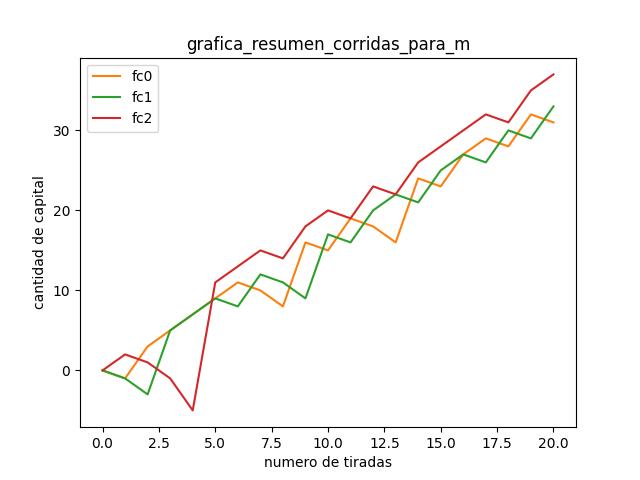 grafica_resumen_corridas_para_m
fc0
fc1
fc2
cantidad de capital
30
20
10
0
0.0 2.5 5.0 7.5 10.0 12.5 15.0 17.5 20.0
numero de tiradas